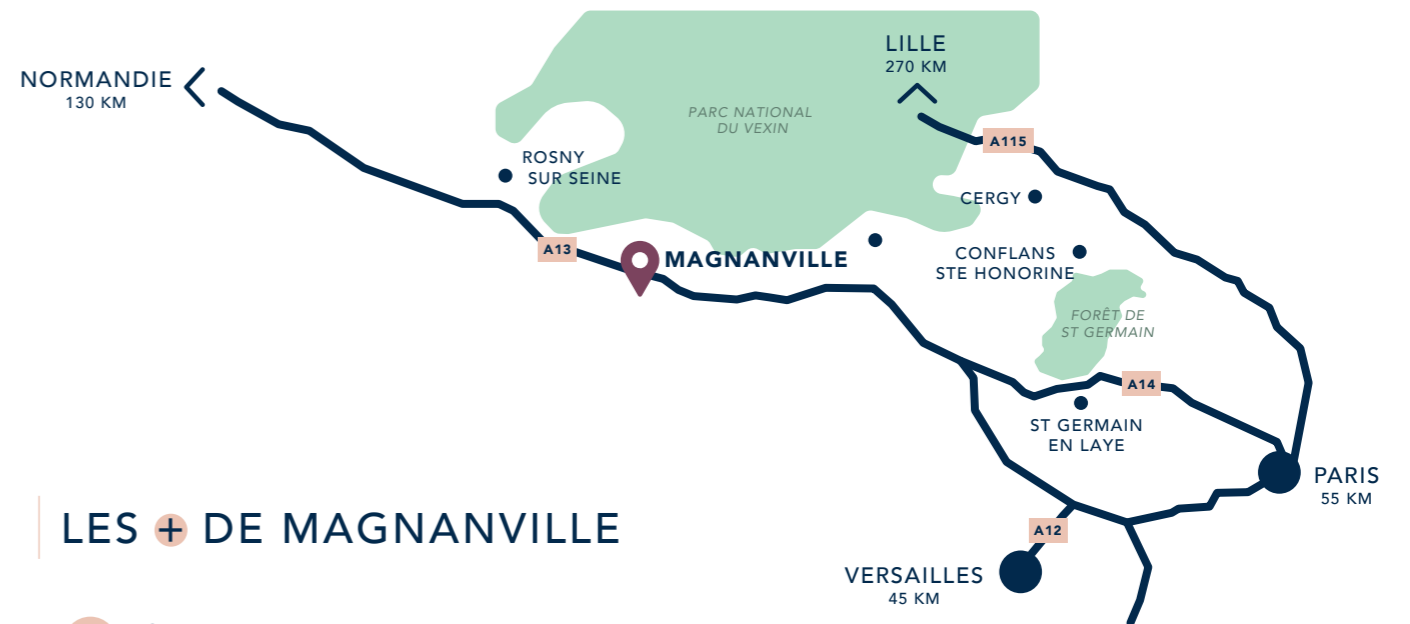 LILLE
270 KM
NORMANDIE
130 KM
PARC NATIONAL
DU VEXIN
A115
ROSNY
SUR SEINE
CERGY
A13
MAGNANVILLE
CONFLANS
STE HONORINE
FORÊT DE
ST GERMAIN
A14
ST GERMAIN
EN LAYE
PARIS
55 KM
LES + DE MAGNANVILLE
A12
VERSAILLES
45 KM